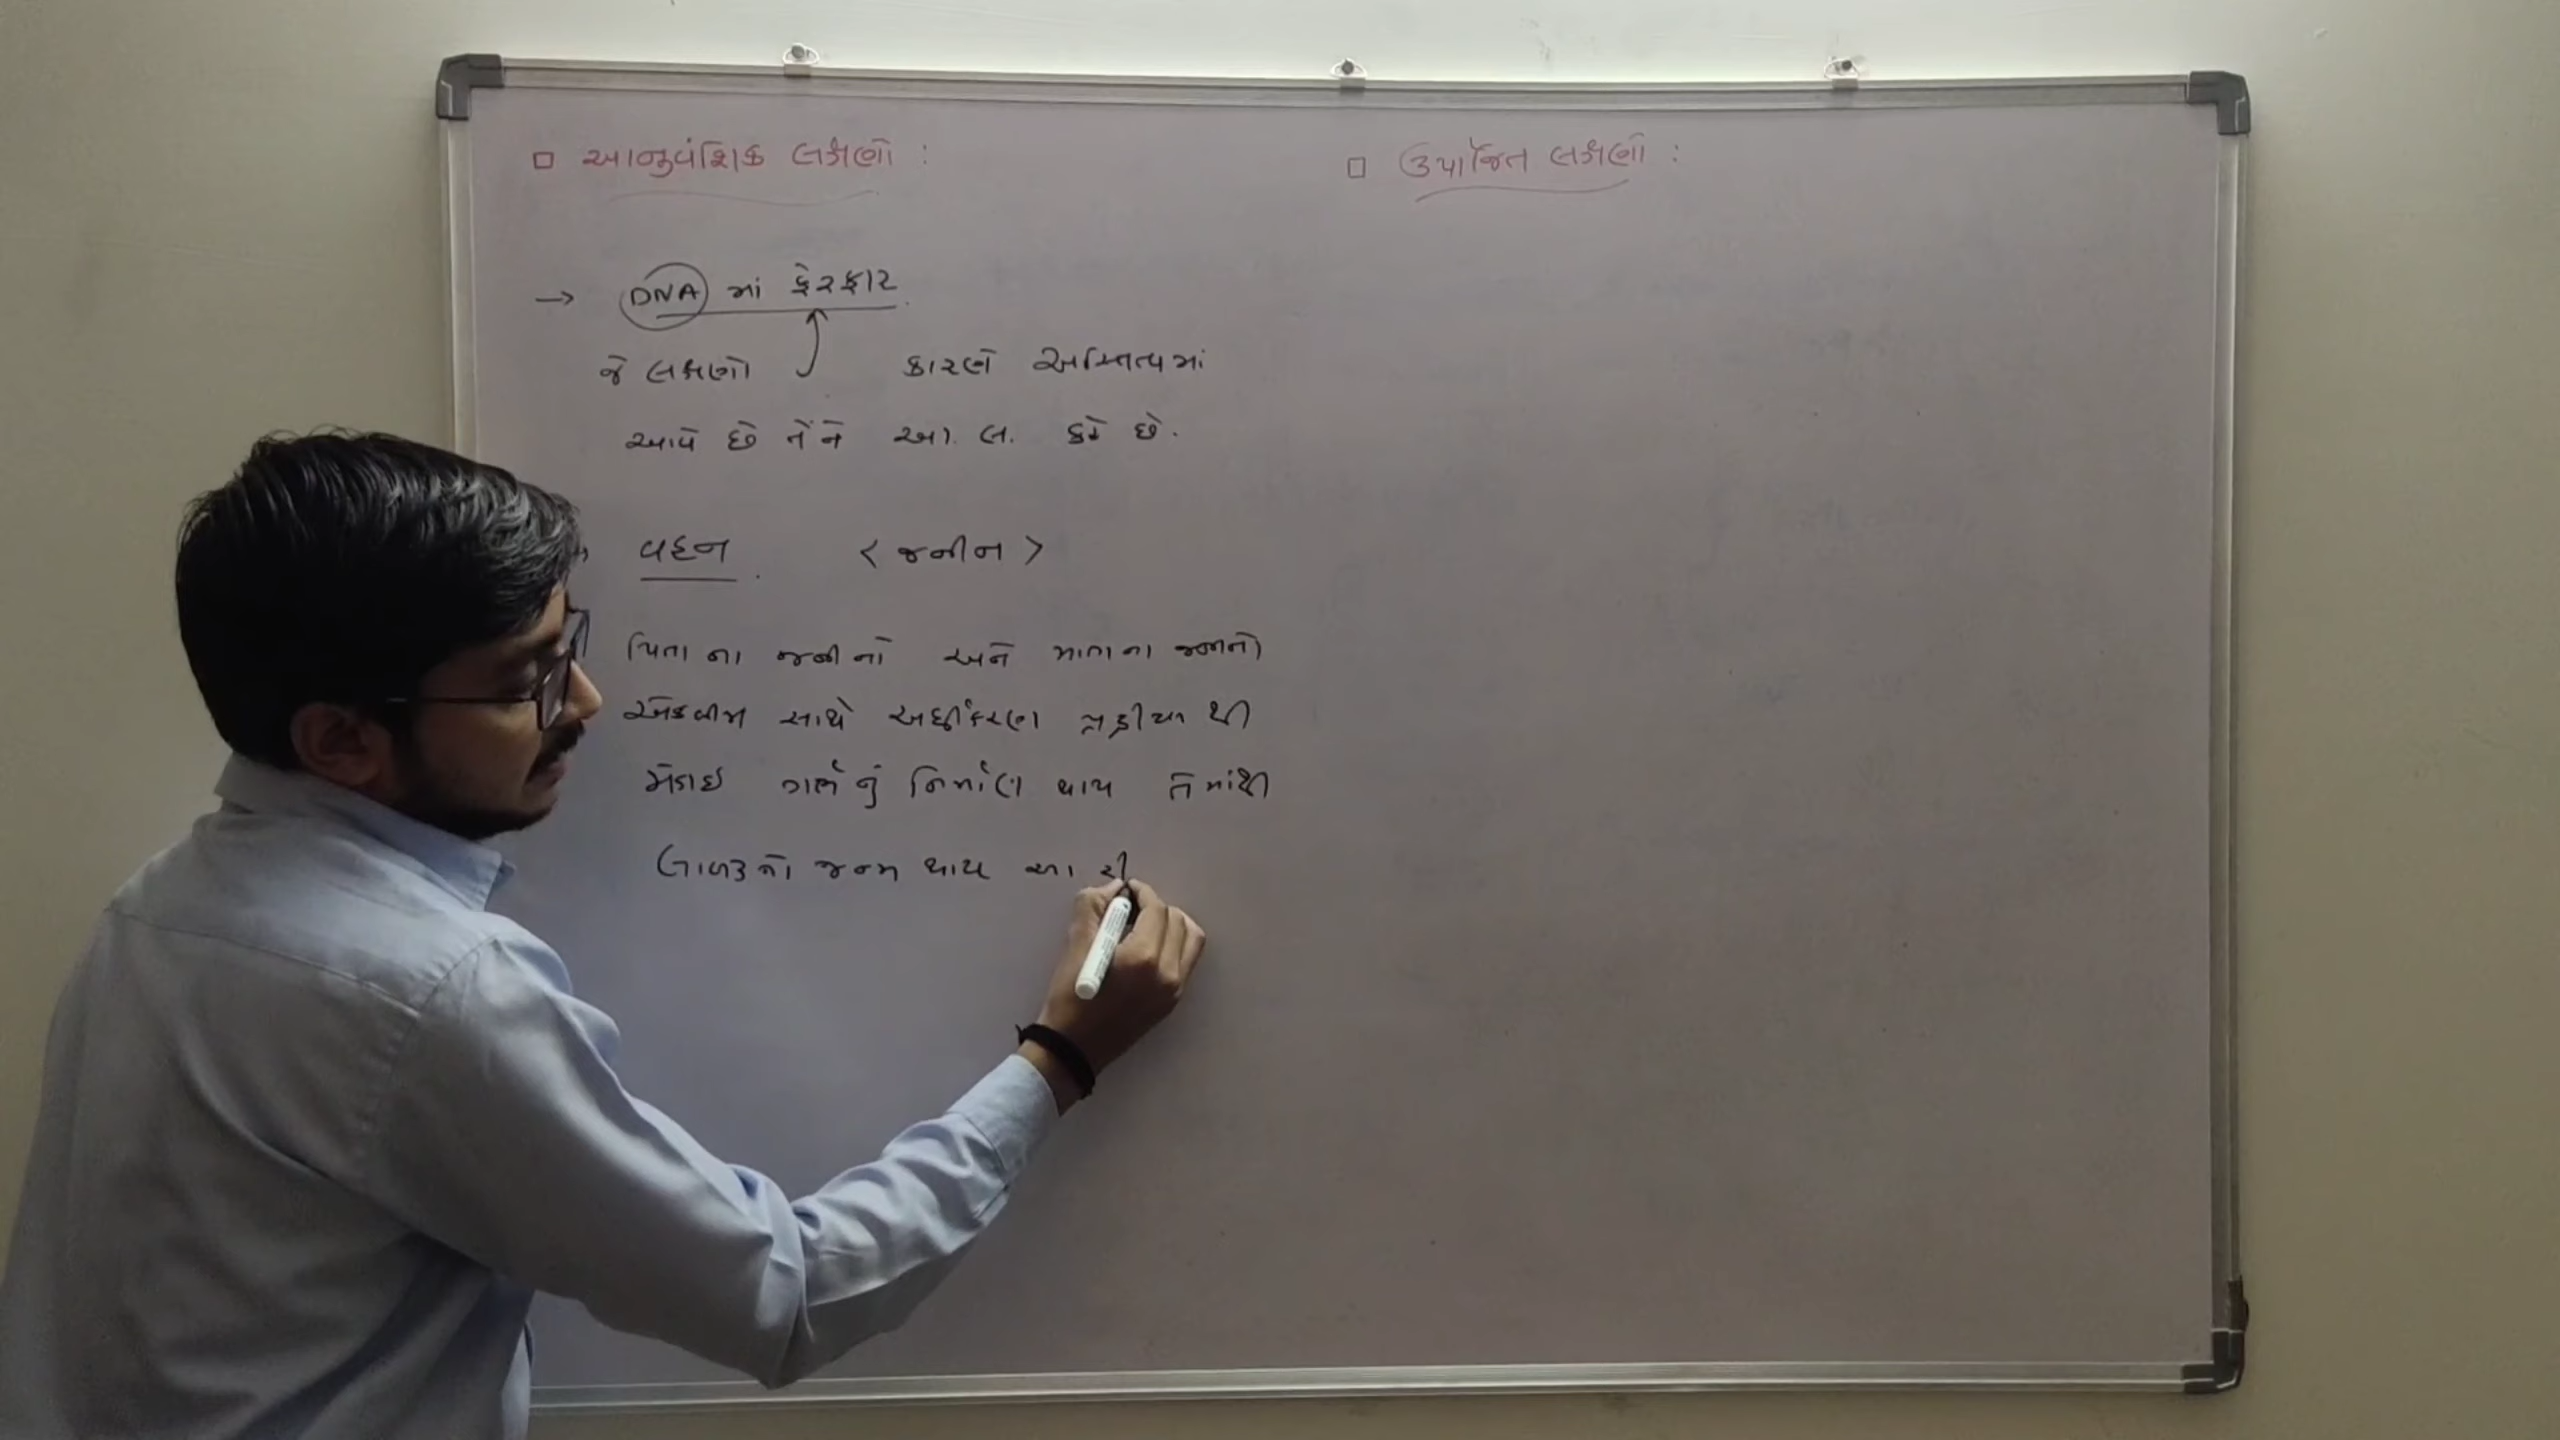 □ આનુવંશિક લક્ષણો :
→ DNA માં ફેરફાર
જે લક્ષણો કારણે અસ્તિત્વમાં
આવે છે તેને આ. લ. કહે છે.
વહન . < જનીન >
પિતા ના જનીનો અને માતા ના જનીનો
એકબીજા સાથે અર્ધીકરણ પ્રક્રીયા થી
ગર્ભનું નિર્માણ થાય તેમાંથી
બાળકનો જન્મ થાય આ રી
□ ઉપાર્જિત લક્ષણો :